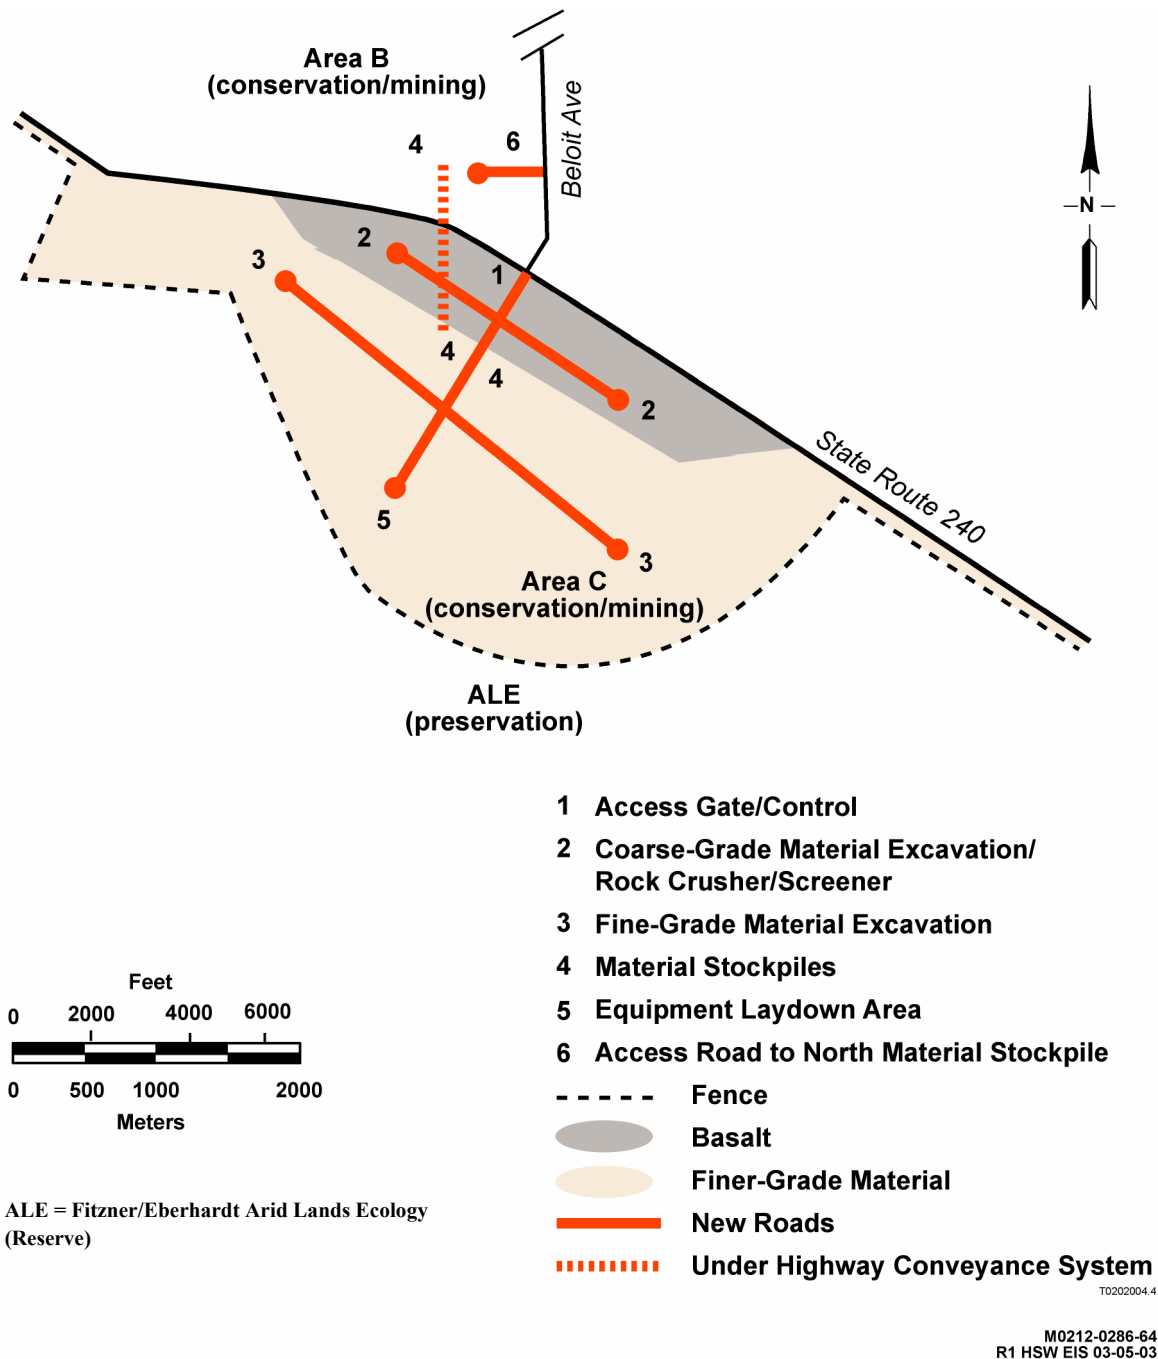 Area B
(conservation/mining)
Beloit Ave
4
6
N
2
3
1
4
4
2
State Route 240
5
3
Area C
(conservation/mining)
ALE
(preservation)
1 Access Gate/Control
2 Coarse-Grade Material Excavation/
Rock Crusher/Screener
3 Fine-Grade Material Excavation
4 Material Stockpiles
5 Equipment Laydown Area
6 Access Road to North Material Stockpile
Fence
Basalt
Finer-Grade Material
New Roads
Under Highway Conveyance System
Feet
0 2000 4000 6000
0 500 1000 2000
Meters
ALE = Fitzner/Eberhardt Arid Lands Ecology
(Reserve)
T0202004.4
M0212-0286-64
R1 HSW EIS 03-05-03